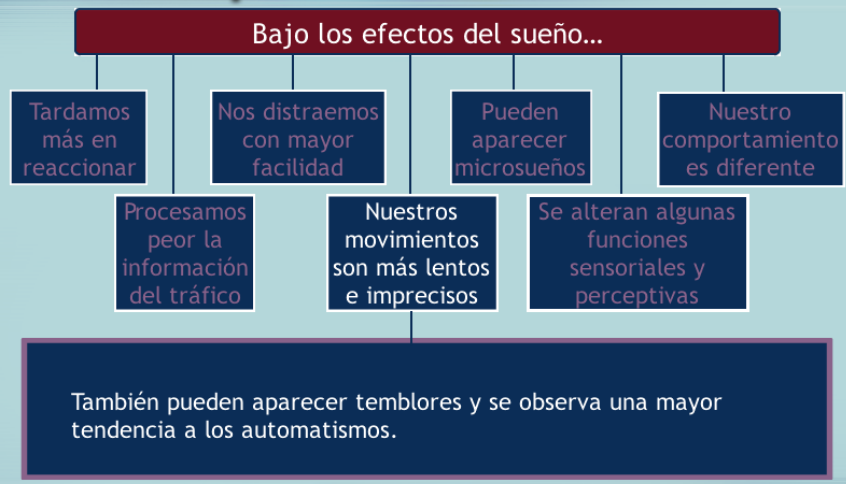 Bajo los efectos del sueño…
Tardamos
más en
reaccionar
Nos distraemos
con mayor
facilidad
Pueden
aparecer
microsueños
Nuestro
comportamiento
es diferente
Procesamos
peor la
información
del tráfico
Nuestros
movimientos
son más lentos
e imprecisos
Se alteran algunas
funciones
sensoriales y
perceptivas
También pueden aparecer temblores y se observa una mayor
tendencia a los automatismos.